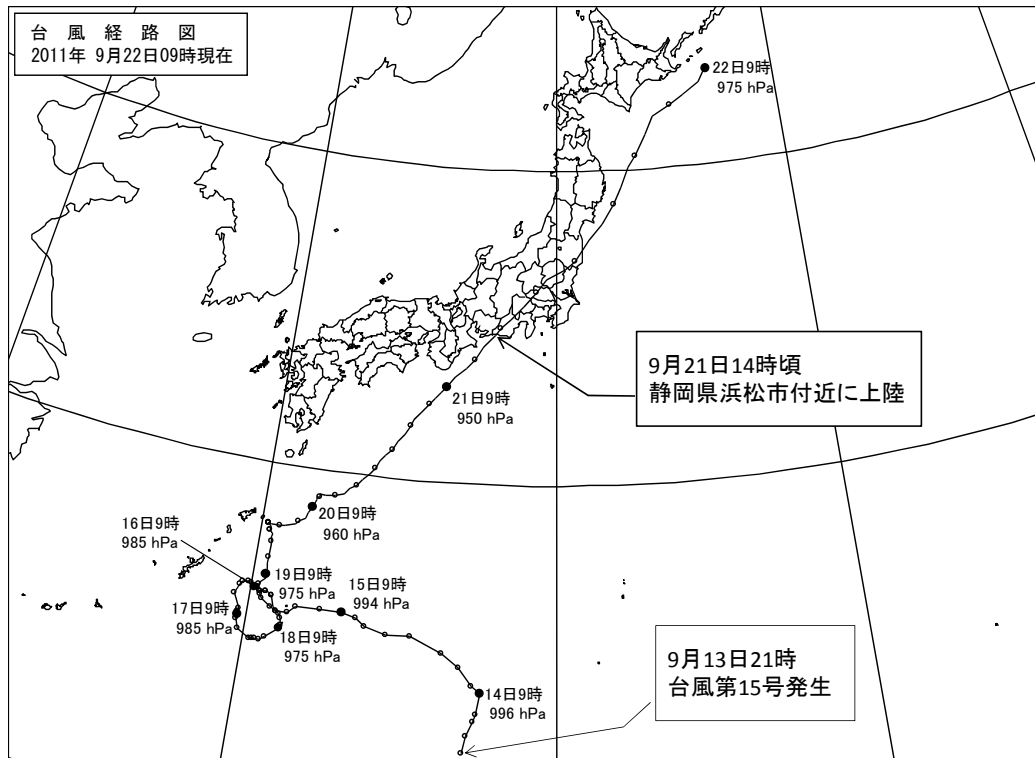 台 風 経 路 図
2011年 9月22日09時現在
22日9時
975 hPa
9月21日14時頃
静岡県浜松市付近に上陸
21日9時
950 hPa
20日9時
960 hPa
16日9時
985 hPa
19日9時
975 hPa
15日9時
994 hPa
17日9時
985 hPa
18日9時
975 hPa
9月13日21時
台風第15号発生
14日9時
996 hPa